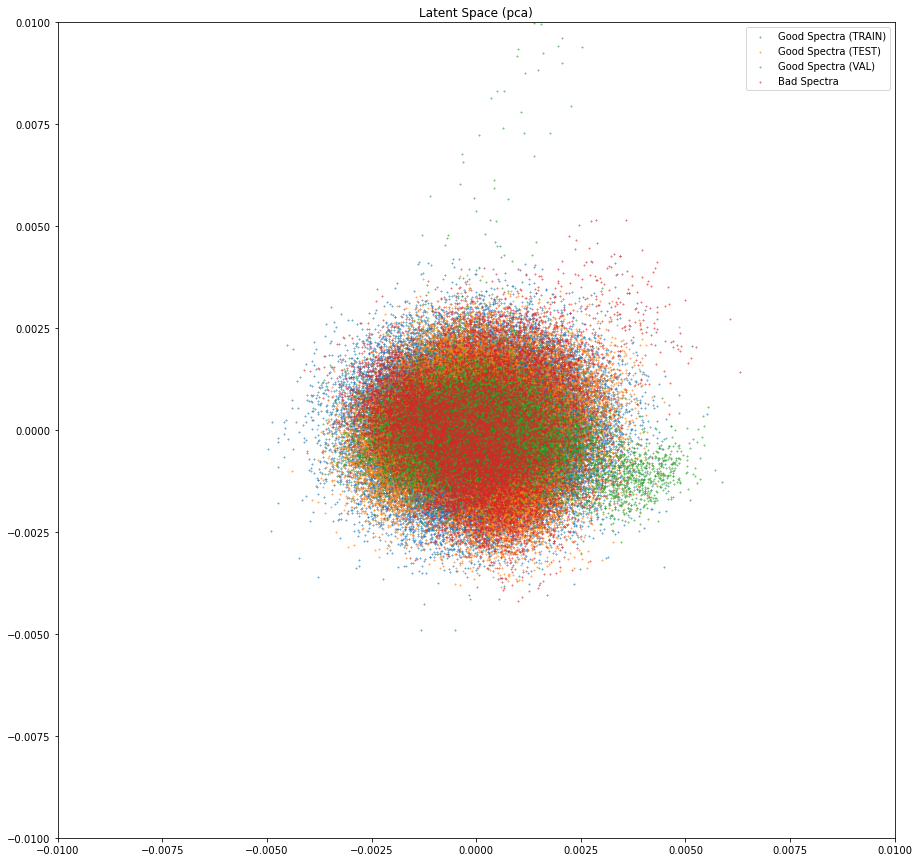 Latent Space (pca)
Good Spectra (TRAIN)
Good Spectra (TEST)
Good Spectra (VAL)
Bad Spectra
0.0100
0.0075
0.0050
0.0025
0.0000
−0.0025
−0.0050
−0.0075
−0.0100
−0.0100 −0.0075 −0.0050 −0.0025 0.0000 0.0025 0.0050 0.0075 0.0100